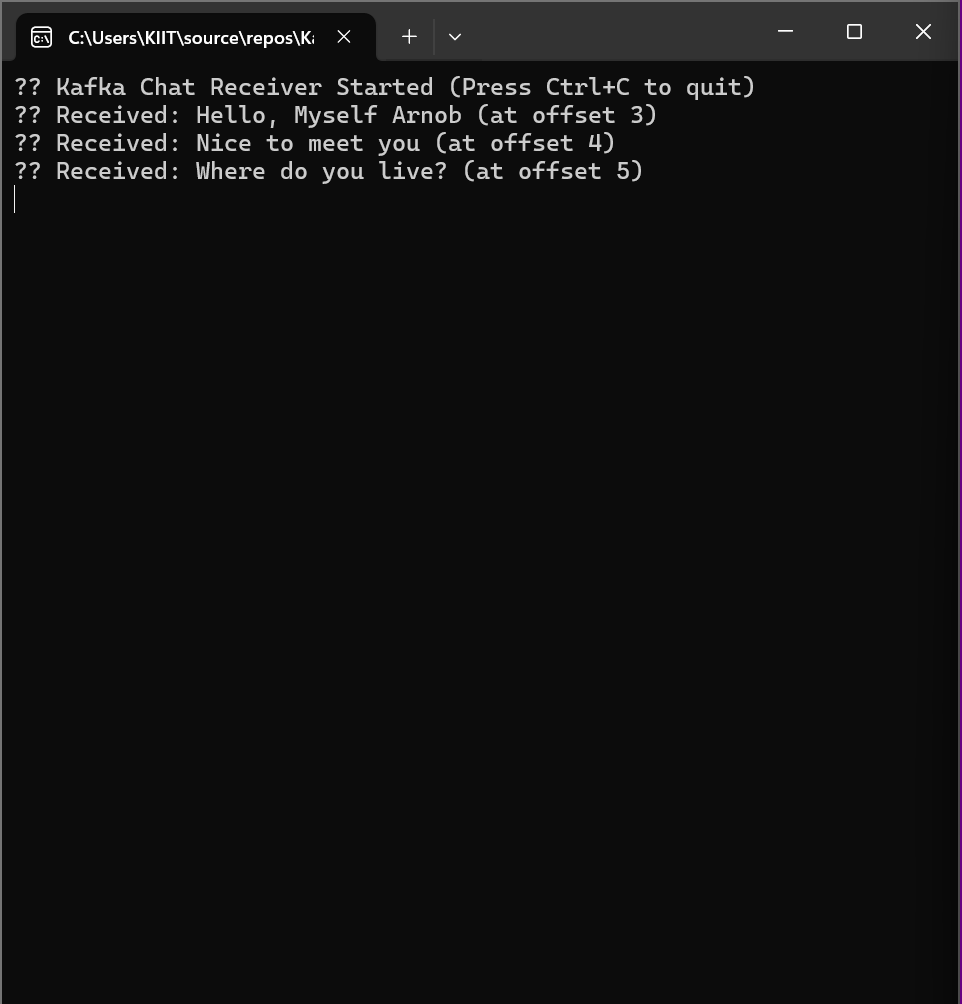 C:\Users\KIIT\source\repos\Ka
?? Kafka Chat Receiver Started (Press Ctrl+C to quit)
?? Received: Hello, Myself Arnob (at offset 3)
?? Received: Nice to meet you (at offset 4)
?? Received: Where do you live? (at offset 5)